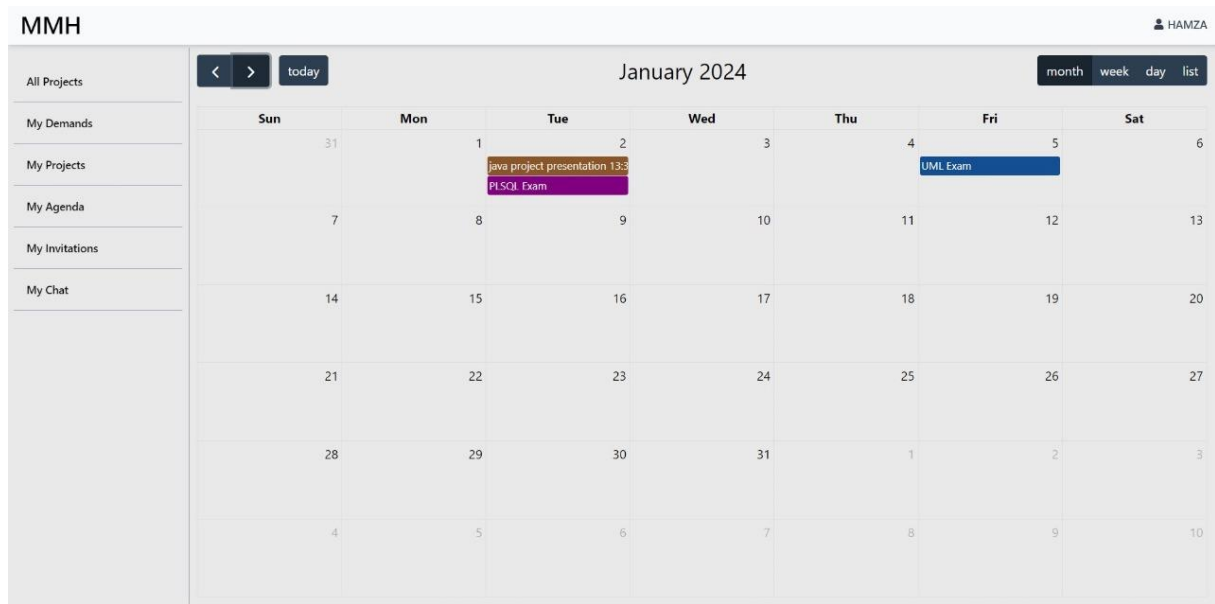 MMH
HAMZA
All Projects
My Demands
My Projects
My Agenda
My Invitations
My Chat
today
January 2024
month week day list
Sun Mon Tue Wed Thu Fri Sat
31 1 2 3 4 5 6
java project presentation 13:3
PLSQL Exam
UML Exam
7 8 9 10 11 12 13
14 15 16 17 18 19 20
21 22 23 24 25 26 27
28 29 30 31 1 2 3
4 5 6 7 8 9 10